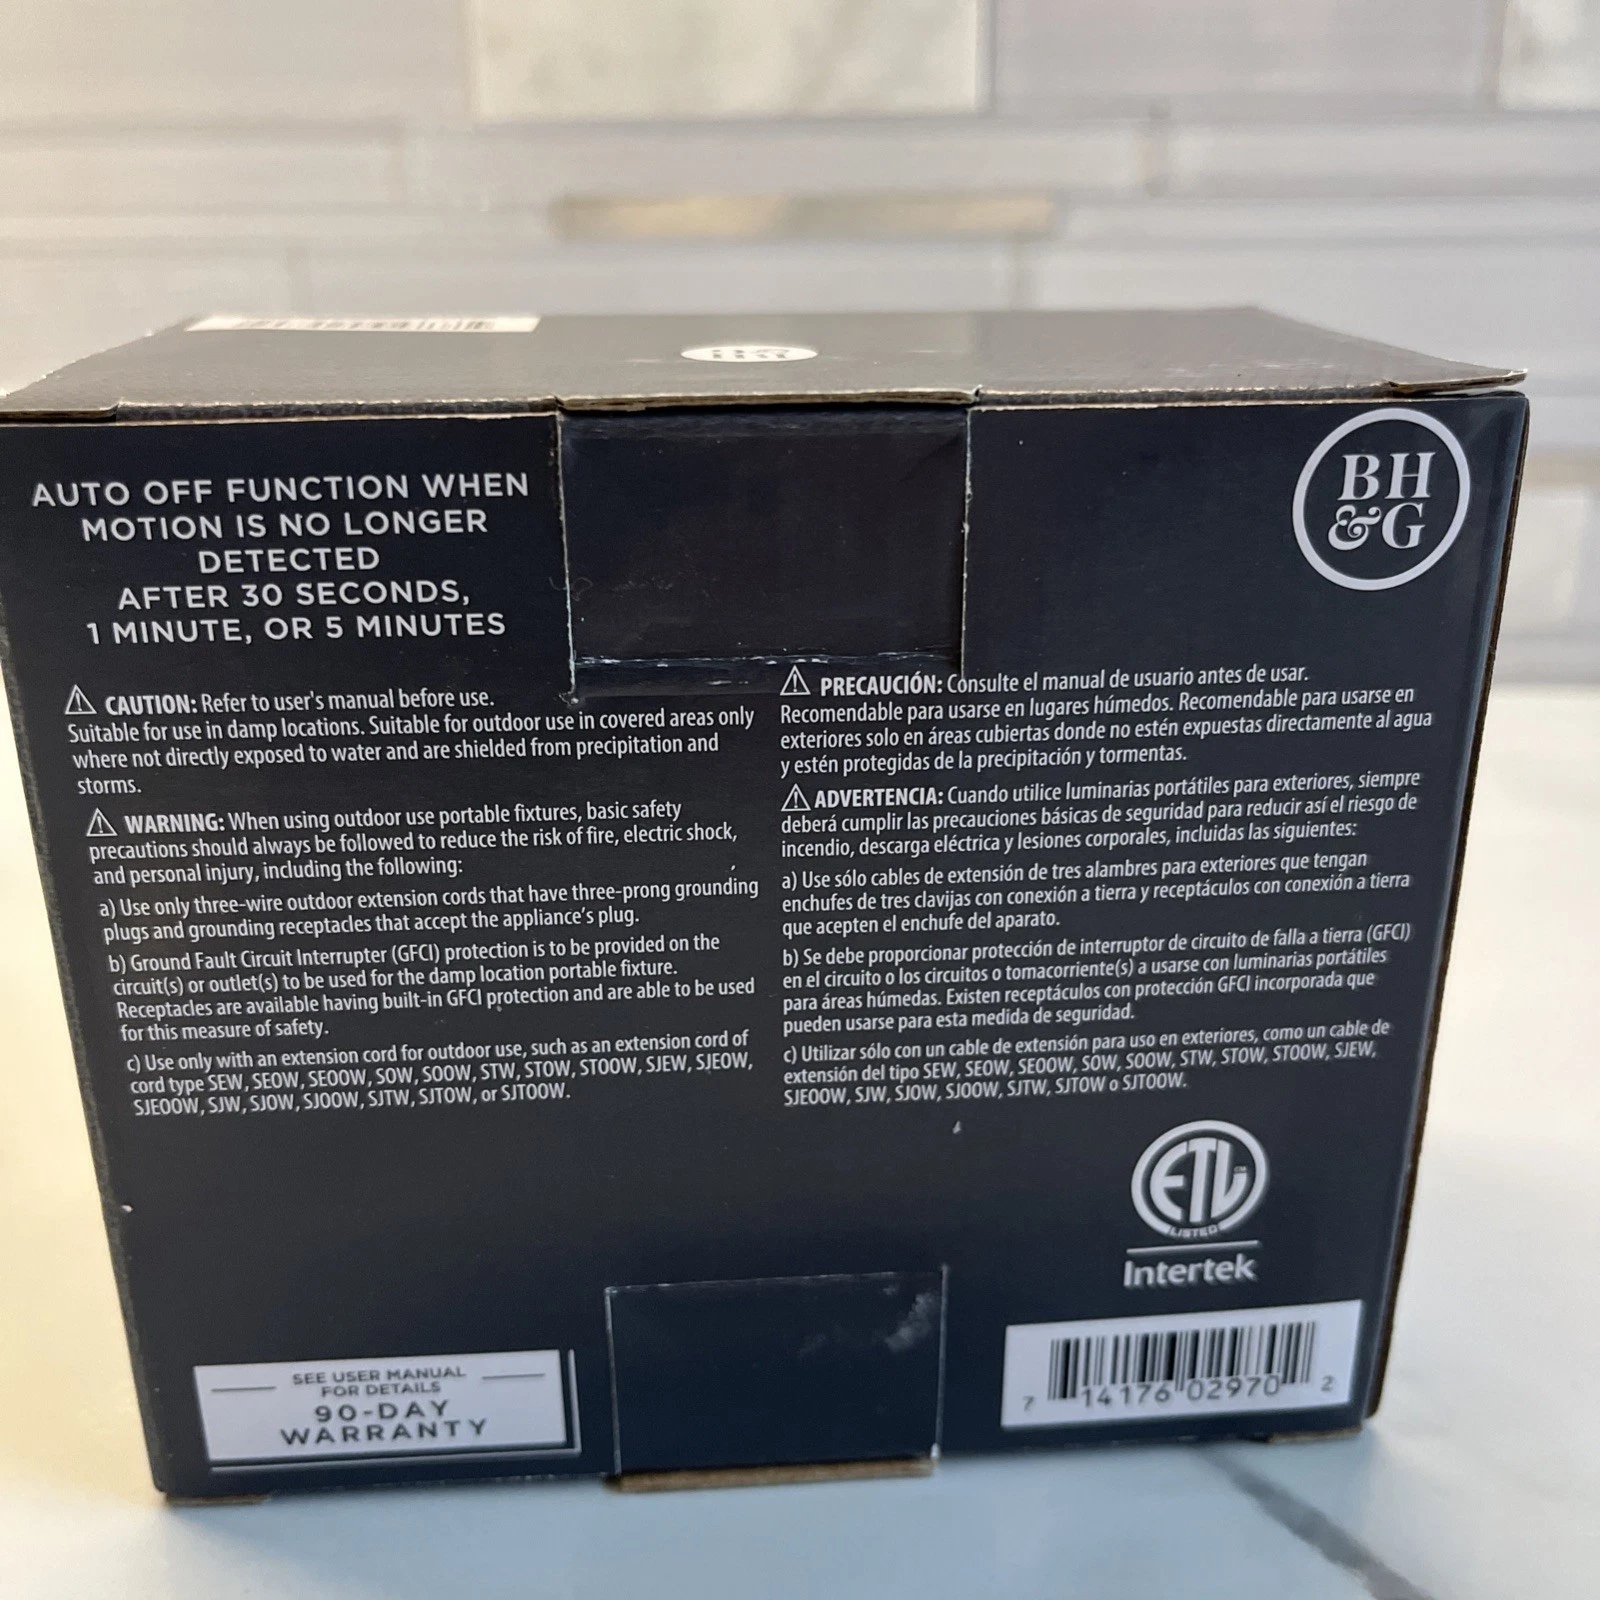 AUTO OFF FUNCTION WHEN
MOTION IS NO LONGER
DETECTED
AFTER 30 SECONDS,
1 MINUTE, OR 5 MINUTES
BH
&G
⚠ CAUTION: Refer to user's manual before use.
Suitable for use in damp locations. Suitable for outdoor use in covered areas only
where not directly exposed to water and are shielded from precipitation and
storms.
⚠ WARNING: When using outdoor use portable fixtures, basic safety
precautions should always be followed to reduce the risk of fire, electric shock,
and personal injury, including the following:
a) Use only three-wire outdoor extension cords that have three-prong grounding
plugs and grounding receptacles that accept the appliance's plug.
b) Ground Fault Circuit Interrupter (GFCI) protection is to be provided on the
circuit(s) or outlet(s) to be used for the damp location portable fixture.
Receptacles are available having built-in GFCI protection and are able to be used
for this measure of safety.
c) Use only with an extension cord for outdoor use, such as an extension cord of
cord type SEW, SEOW, SEOOW, SOW, SOOW, STW, STOW, STOOW, SJEW, SJEOW,
SJEOOW, SJW, SJOW, SJOOW, SJTW, SJTOW, or SJTOOW.
⚠ PRECAUCIÓN: Consulte el manual de usuario antes de usar.
Recomendable para usarse en lugares húmedos. Recomendable para usarse en
exteriores solo en áreas cubiertas donde no estén expuestas directamente al agua
y estén protegidas de la precipitación y tormentas.
⚠ ADVERTENCIA: Cuando utilice luminarias portátiles para exteriores, siempre
deberá cumplir las precauciones básicas de seguridad para reducir así el riesgo de
incendio, descarga eléctrica y lesiones corporales, incluidas las siguientes:
a) Use sólo cables de extensión de tres alambres para exteriores que tengan
enchufes de tres clavijas con conexión a tierra y receptáculos con conexión a tierra
que acepten el enchufe del aparato.
b) Se debe proporcionar protección de interruptor de circuito de falla a tierra (GFCI)
en el circuito o los circuitos o tomacorriente(s) a usarse con luminarias portátiles
para áreas húmedas. Existen receptáculos con protección GFCI incorporada que
pueden usarse para esta medida de seguridad.
c) Utilizar sólo con un cable de extensión para uso en exteriores, como un cable de
extensión del tipo SEW, SEOW, SEOOW, SOW, SOOW, STW, STOW, STOOW, SJEW,
SJEOOW, SJW, SJOW, SJOOW, SJTW, SJTOW o SJTOOW.
ETL
LISTED
Intertek
SEE USER MANUAL
FOR DETAILS
90-DAY
WARRANTY
7 14176 02970 2